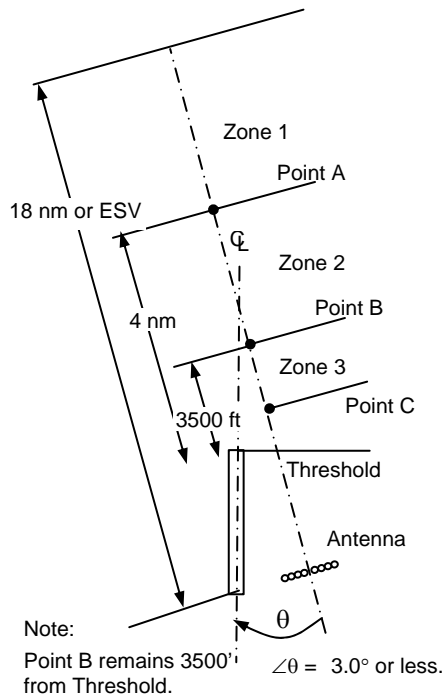 Zone 1
Point A
18 nm or ESV
℄
Zone 2
4 nm
Point B
Zone 3
3500 ft
Point C
Threshold
Antenna
θ
Note:
Point B remains 3500'
from Threshold.
∠θ = 3.0° or less.